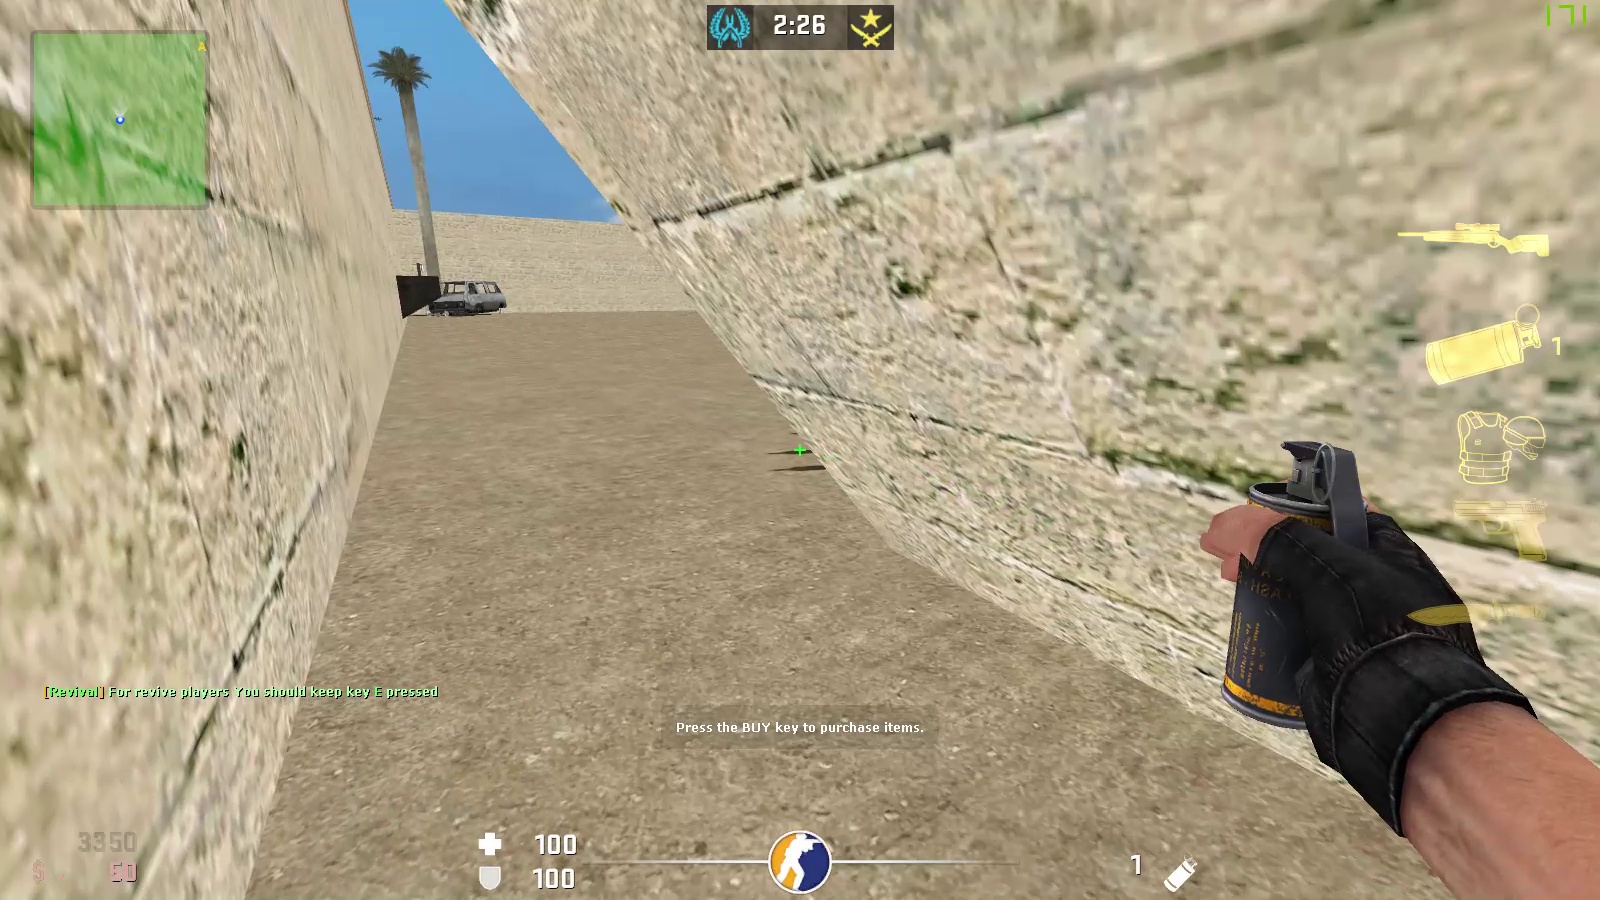 2:26
171
A
1
[Revival] For revive players You should keep key E pressed
Press the BUY key to purchase items.
3350
$ 50
100
100
1